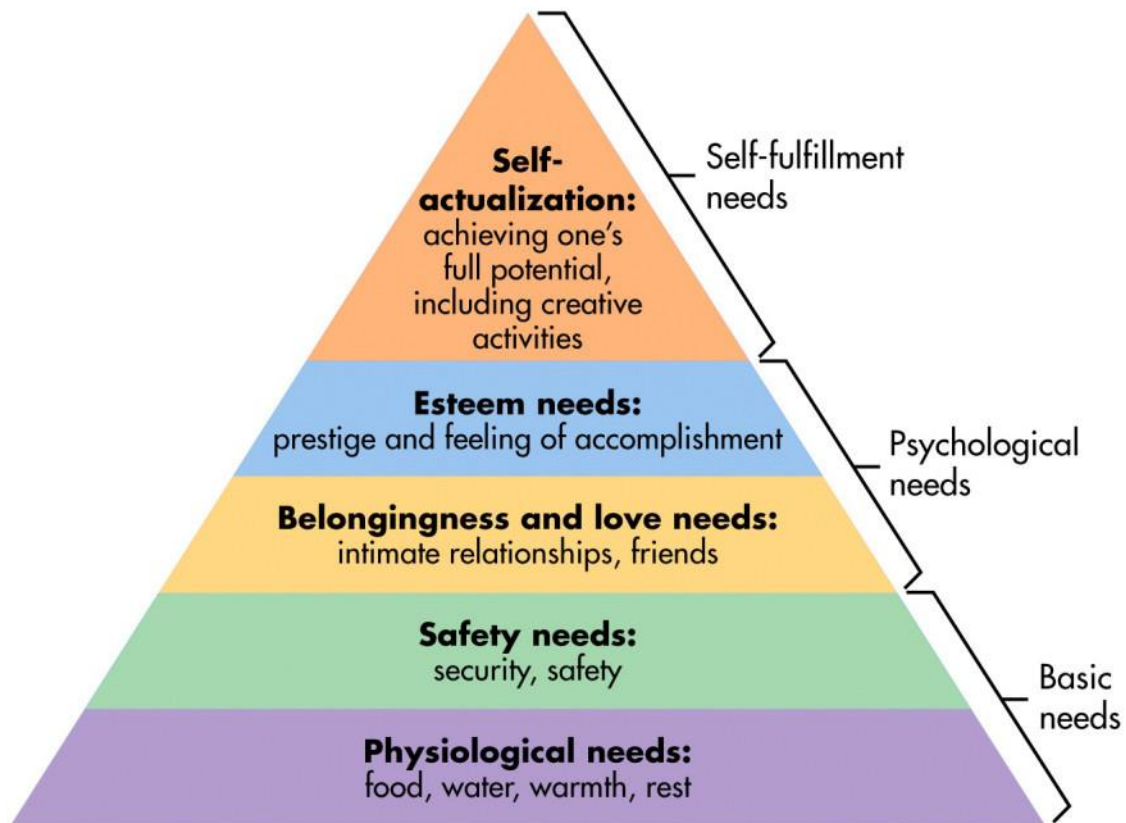 Self-
actualization:
achieving one’s
full potential,
including creative
activities
Self-fulfillment
needs
Esteem needs:
prestige and feeling of accomplishment
Belongingness and love needs:
intimate relationships, friends
Psychological
needs
Safety needs:
security, safety
Physiological needs:
food, water, warmth, rest
Basic
needs